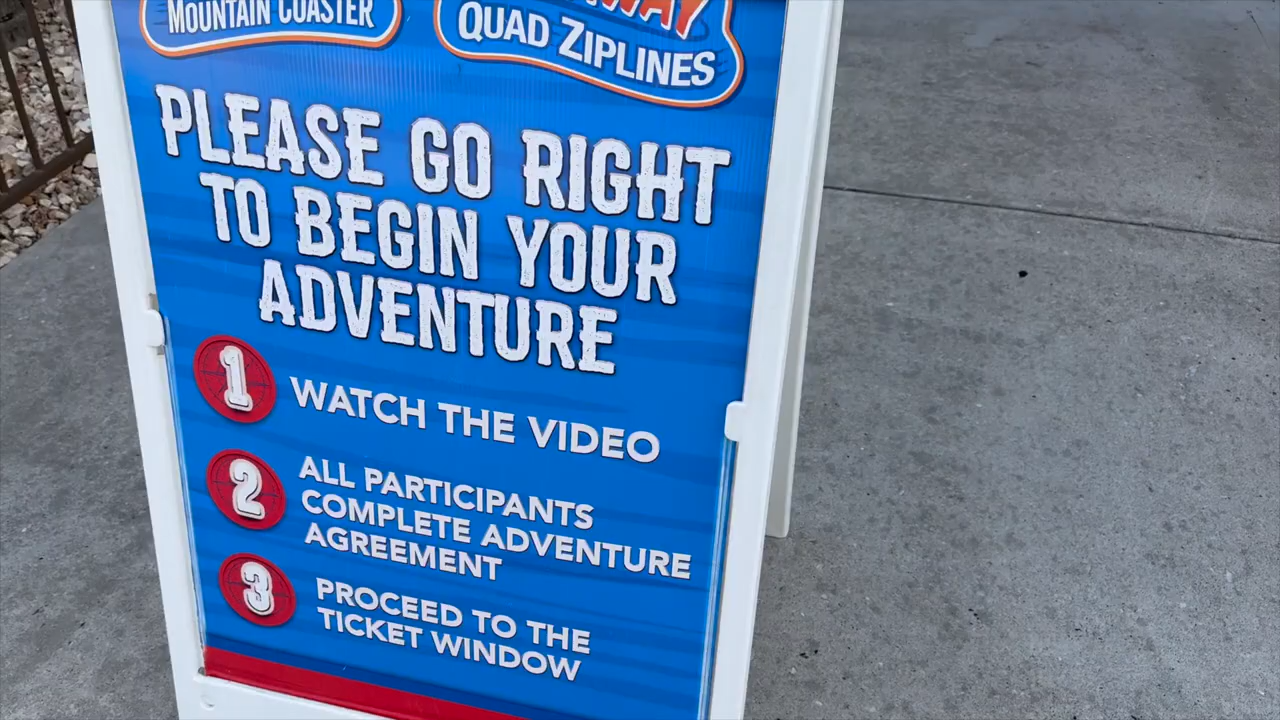 MOUNTAIN COASTER
QUAD ZIPLINES
PLEASE GO RIGHT
TO BEGIN YOUR
ADVENTURE
1 WATCH THE VIDEO
2 ALL PARTICIPANTS
COMPLETE ADVENTURE
AGREEMENT
3 PROCEED TO THE
TICKET WINDOW